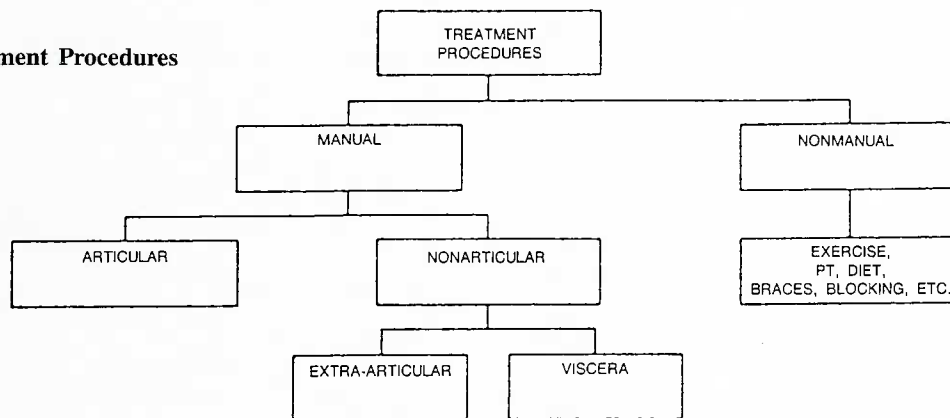 ment Procedures
TREATMENT
PROCEDURES
MANUAL
NONMANUAL
ARTICULAR
NONARTICULAR
EXERCISE,
PT, DIET,
BRACES, BLOCKING, ETC.
EXTRA-ARTICULAR
VISCERA